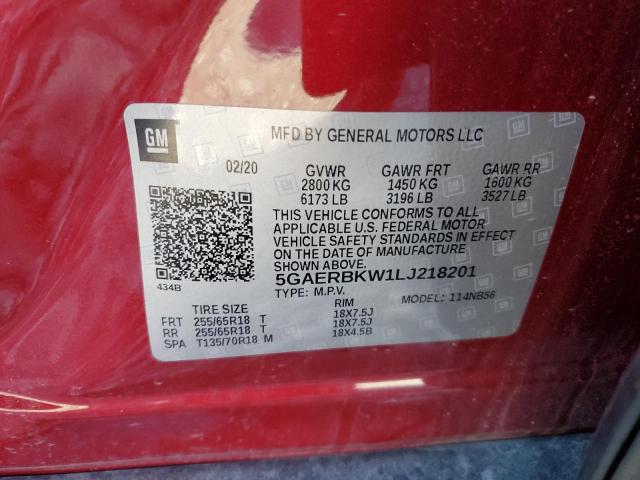 GM
MFD BY GENERAL MOTORS LLC
02/20 GVWR GAWR FRT GAWR RR
2800 KG 1450 KG 1600 KG
6173 LB 3196 LB 3527 LB
THIS VEHICLE CONFORMS TO ALL
APPLICABLE U.S. FEDERAL MOTOR
VEHICLE SAFETY STANDARDS IN EFFECT
ON THE DATE OF MANUFACTURE
SHOWN ABOVE.
434B
5GAERBKW1LJ218201
TYPE: M.P.V. MODEL: 114NB56
TIRE SIZE RIM
FRT 255/65R18 T 18X7.5J
RR 255/65R18 T 18X7.5J
SPA T135/70R18 M 18X4.5B